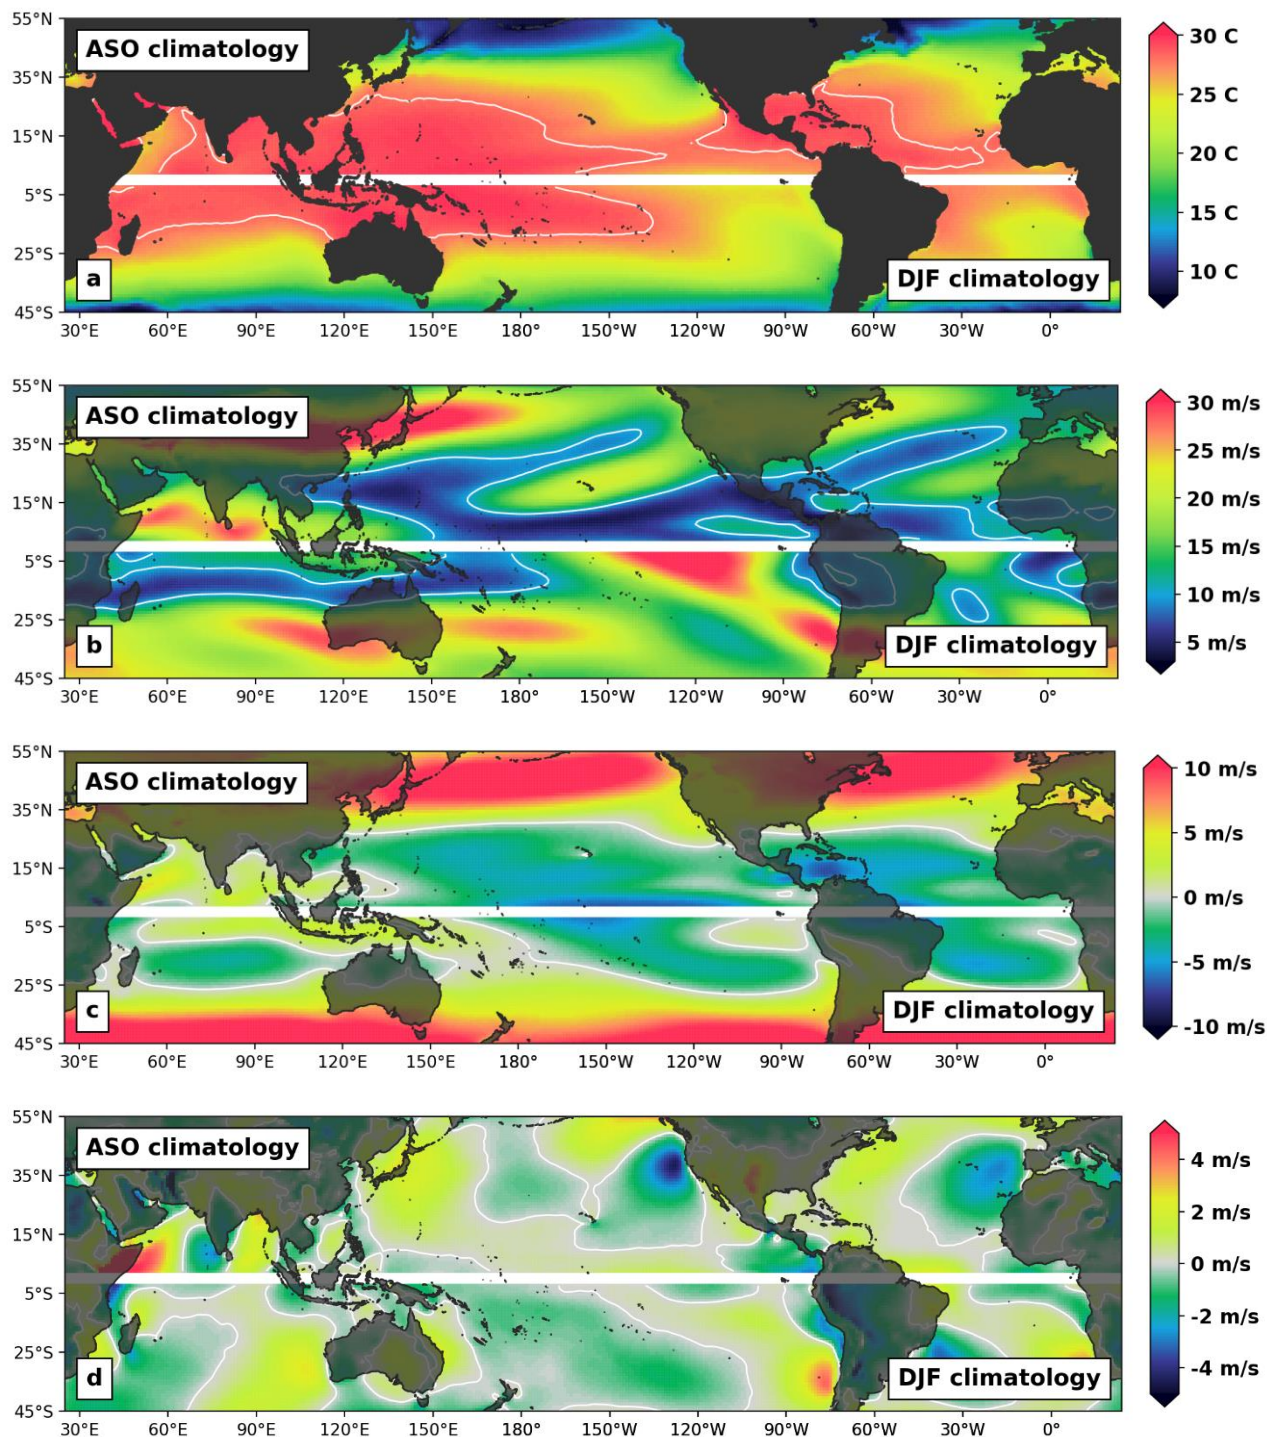 55°N
ASO climatology
30 C
35°N
25 C
15°N
20 C
5°S
15 C
25°S
a
DJF climatology
10 C
45°S
30°E 60°E 90°E 120°E 150°E 180° 150°W 120°W 90°W 60°W 30°W 0°
55°N
ASO climatology
30 m/s
35°N
25 m/s
15°N
20 m/s
15 m/s
5°S
10 m/s
25°S
b
DJF climatology
5 m/s
45°S
30°E 60°E 90°E 120°E 150°E 180° 150°W 120°W 90°W 60°W 30°W 0°
55°N
ASO climatology
10 m/s
35°N
5 m/s
15°N
0 m/s
5°S
-5 m/s
25°S
c
DJF climatology
-10 m/s
45°S
30°E 60°E 90°E 120°E 150°E 180° 150°W 120°W 90°W 60°W 30°W 0°
55°N
ASO climatology
4 m/s
35°N
2 m/s
15°N
0 m/s
5°S
-2 m/s
25°S
d
DJF climatology
-4 m/s
45°S
30°E 60°E 90°E 120°E 150°E 180° 150°W 120°W 90°W 60°W 30°W 0°